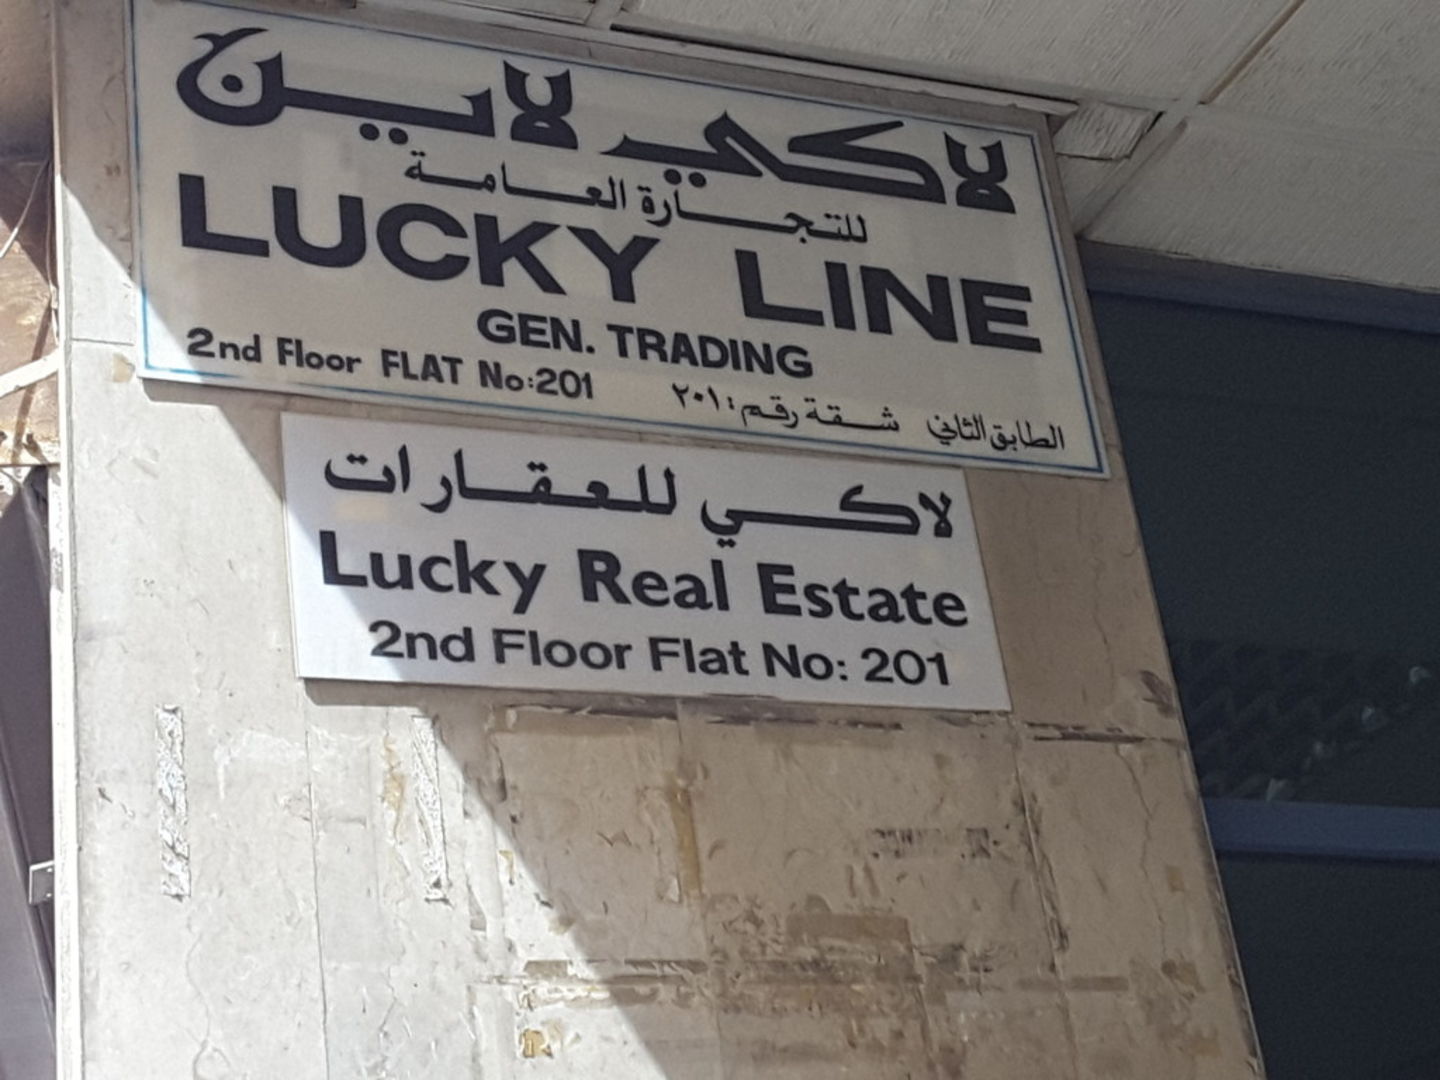 لاكي لاين
للتجارة العامة
LUCKY LINE
GEN. TRADING
2nd Floor FLAT No:201
الطابق الثاني شقة رقم: ٢٠١
لاكي للعقارات
Lucky Real Estate
2nd Floor Flat No: 201